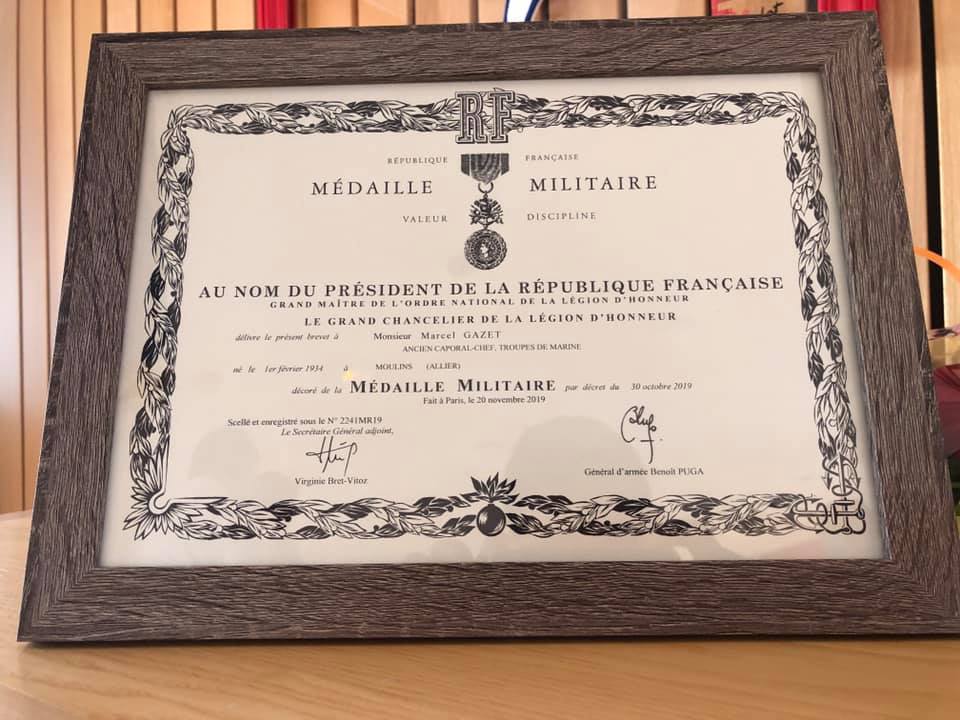 RF
RÉPUBLIQUE FRANÇAISE
MÉDAILLE MILITAIRE
VALEUR DISCIPLINE
AU NOM DU PRÉSIDENT DE LA RÉPUBLIQUE FRANÇAISE
GRAND MAÎTRE DE L'ORDRE NATIONAL DE LA LÉGION D'HONNEUR
LE GRAND CHANCELIER DE LA LÉGION D'HONNEUR
délivre le présent brevet à Monsieur Marcel GAZET
ANCIEN CAPORAL-CHEF, TROUPES DE MARINE
né le 1er février 1934 à MOULINS (ALLIER)
décoré de la MÉDAILLE MILITAIRE par décret du 30 octobre 2019
Fait à Paris, le 20 novembre 2019
Scellé et enregistré sous le N° 2241MR19
Le Secrétaire Général adjoint,
Virginie Bret-Vitoz
Général d'armée Benoît PUGA